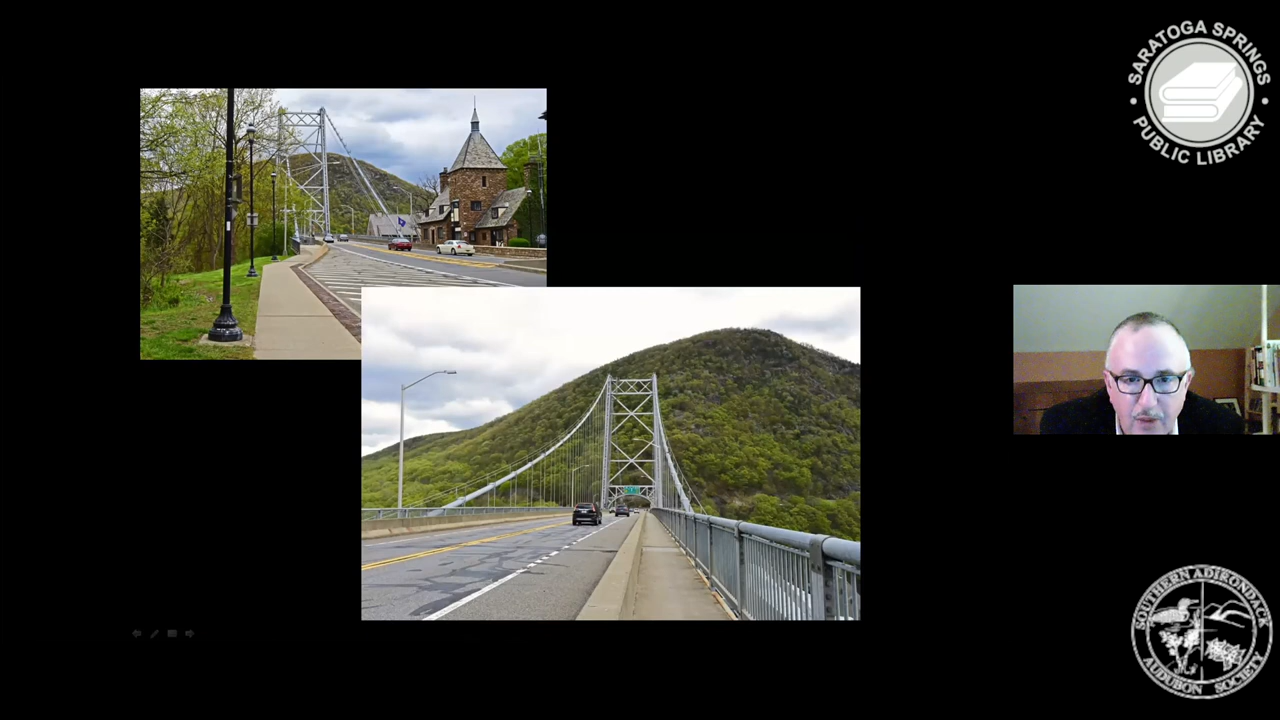 SARATOGA SPRINGS
PUBLIC LIBRARY
SOUTHERN ADIRONDACK
AUDUBON SOCIETY